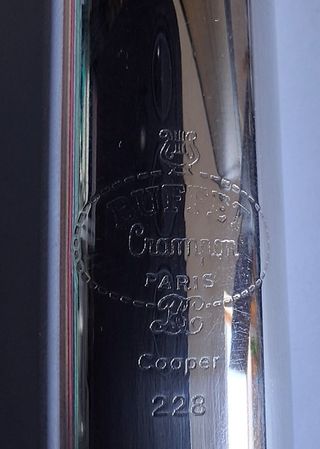 BUFFET
Crampon
PARIS
Cooper
228